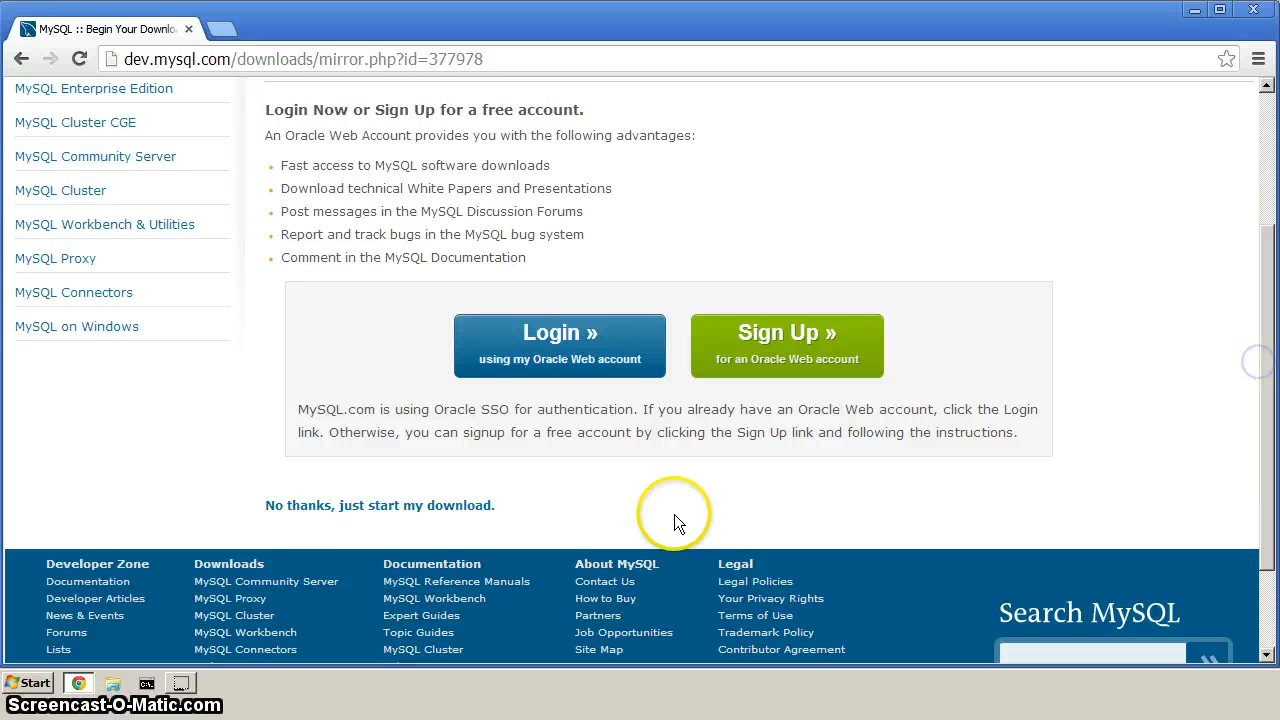 MySQL :: Begin Your Downlo
dev.mysql.com/downloads/mirror.php?id=377978
MySQL Enterprise Edition
MySQL Cluster CGE
MySQL Community Server
MySQL Cluster
MySQL Workbench & Utilities
MySQL Proxy
MySQL Connectors
MySQL on Windows
Login Now or Sign Up for a free account.
An Oracle Web Account provides you with the following advantages:
Fast access to MySQL software downloads
Download technical White Papers and Presentations
Post messages in the MySQL Discussion Forums
Report and track bugs in the MySQL bug system
Comment in the MySQL Documentation
Login »
using my Oracle Web account
Sign Up »
for an Oracle Web account
MySQL.com is using Oracle SSO for authentication. If you already have an Oracle Web account, click the Login
link. Otherwise, you can signup for a free account by clicking the Sign Up link and following the instructions.
No thanks, just start my download.
Developer Zone
Documentation
Developer Articles
News & Events
Forums
Lists
Downloads
MySQL Community Server
MySQL Proxy
MySQL Cluster
MySQL Workbench
MySQL Connectors
Documentation
MySQL Reference Manuals
MySQL Workbench
Expert Guides
Topic Guides
MySQL Cluster
About MySQL
Contact Us
How to Buy
Partners
Job Opportunities
Site Map
Legal
Legal Policies
Your Privacy Rights
Terms of Use
Trademark Policy
Contributor Agreement
Search MySQL
»
Start
C:\
Screencast-O-Matic.com